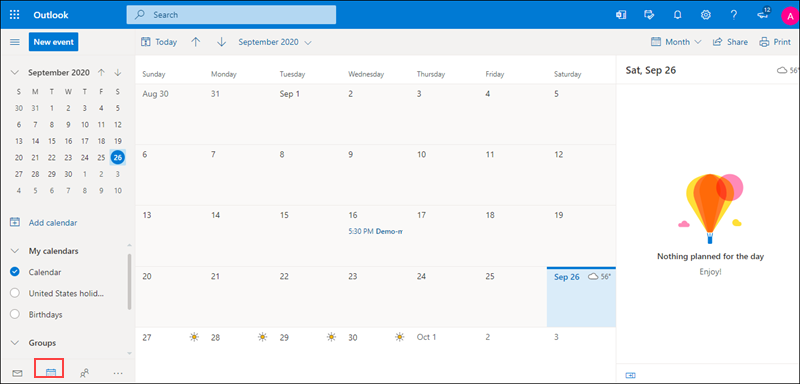 Outlook
Search
12
A
New event
Today
September 2020
Month
Share
Print
September 2020
S M T W T F S
30 31 1 2 3 4 5
6 7 8 9 10 11 12
13 14 15 16 17 18 19
20 21 22 23 24 25 26
27 28 29 30 1 2 3
4 5 6 7 8 9 10
Add calendar
My calendars
Calendar
United States holid...
Birthdays
Groups
Sunday Monday Tuesday Wednesday Thursday Friday Saturday
Aug 30 31 Sep 1 2 3 4 5
6 7 8 9 10 11 12
13 14 15 16 17 18 19
5:30 PM Demo-
20 21 22 23 24 25 Sep 26 56°
27 28 29 30 Oct 1 2 3
Sat, Sep 26
56°
Nothing planned for the day
Enjoy!